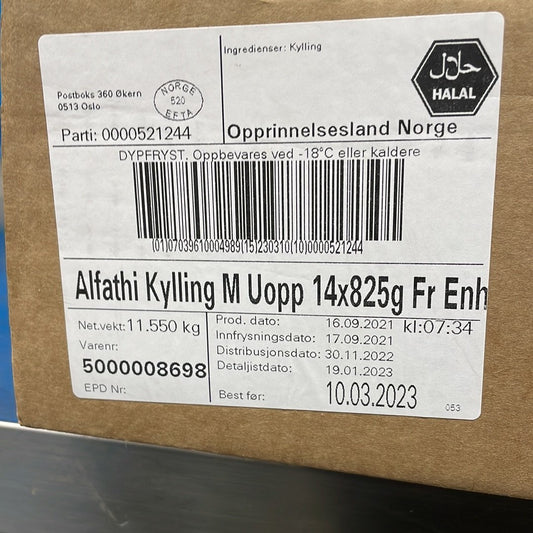 Ingredienser: Kylling
حلال
HALAL
Postboks 360 Økern
0513 Oslo
NORGE
520
EFTA
Parti: 0000521244
Opprinnelsesland Norge
DYPFRYST. Oppbevares ved -18°C eller kaldere
(01)07039610004989(15)230310(10)0000521244
Alfathi Kylling M Uopp 14x825g Fr Enh
Net.vekt: 11.550 kg
Varenr:
5000008698
EPD Nr:
Prod. dato: 16.09.2021 kl:07:34
Innfrysningsdato: 17.09.2021
Distribusjonsdato: 30.11.2022
Detaljistdato: 19.01.2023
Best før: 10.03.2023
053